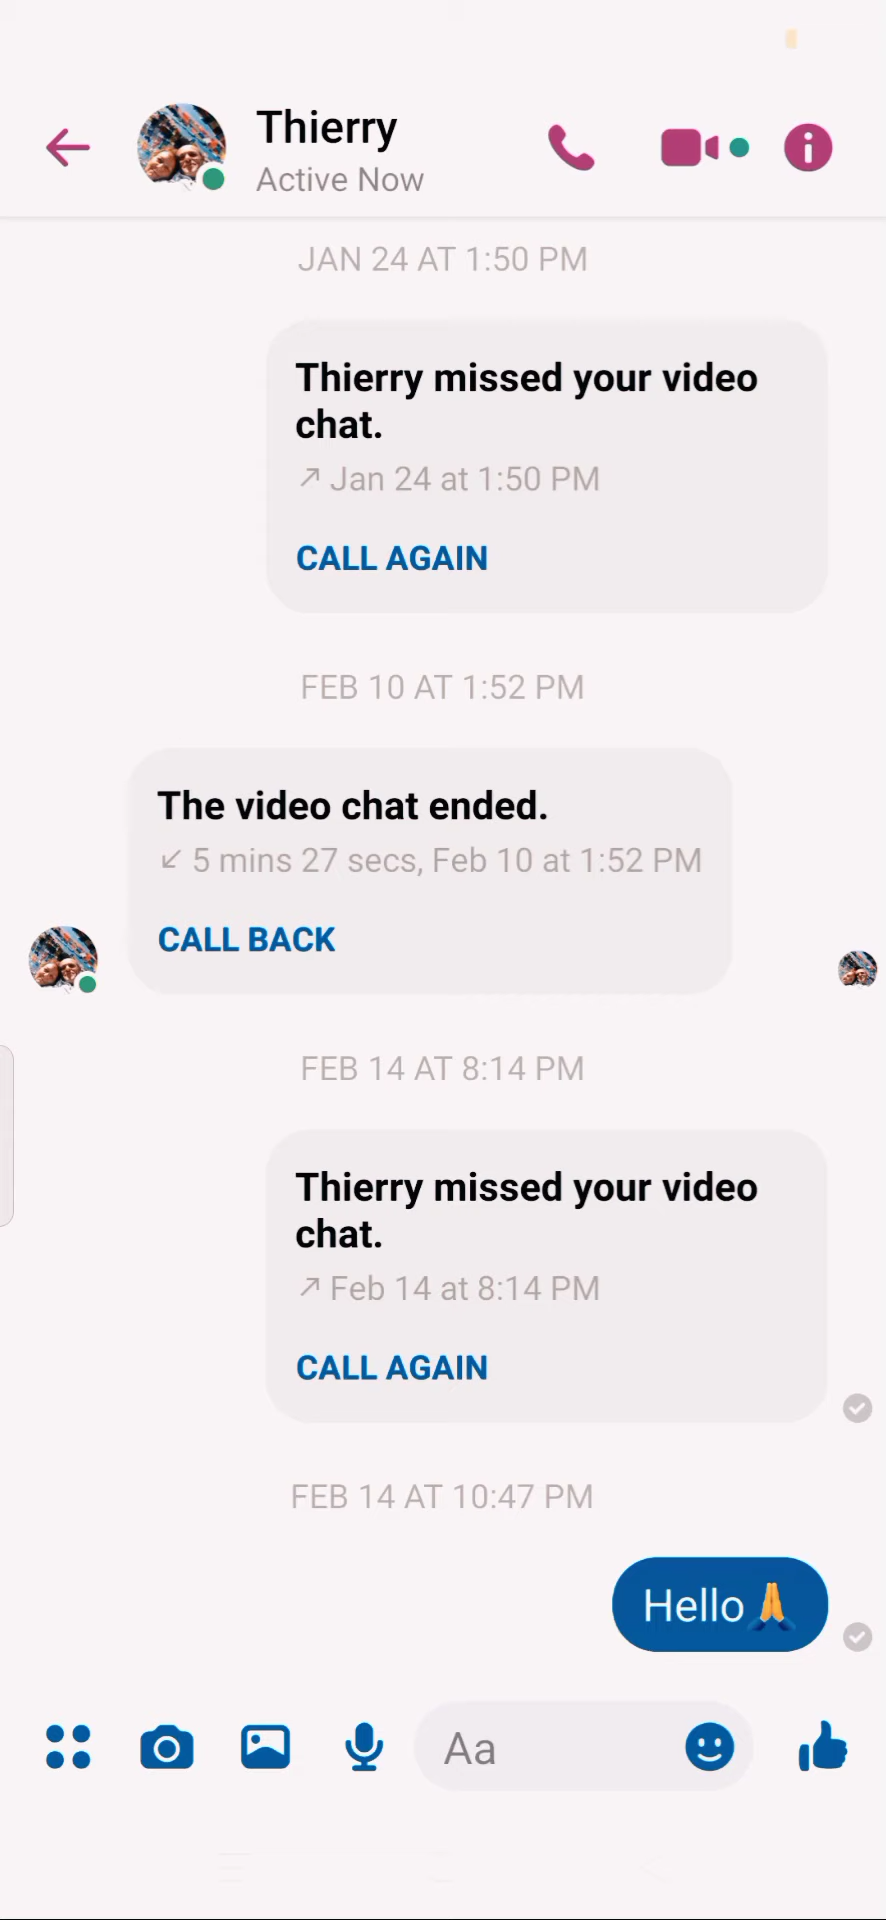 Thierry
Active Now
JAN 24 AT 1:50 PM
Thierry missed your video
chat.
↗ Jan 24 at 1:50 PM
CALL AGAIN
FEB 10 AT 1:52 PM
The video chat ended.
↙ 5 mins 27 secs, Feb 10 at 1:52 PM
CALL BACK
FEB 14 AT 8:14 PM
Thierry missed your video
chat.
↗ Feb 14 at 8:14 PM
CALL AGAIN
FEB 14 AT 10:47 PM
Hello🙏
Aa